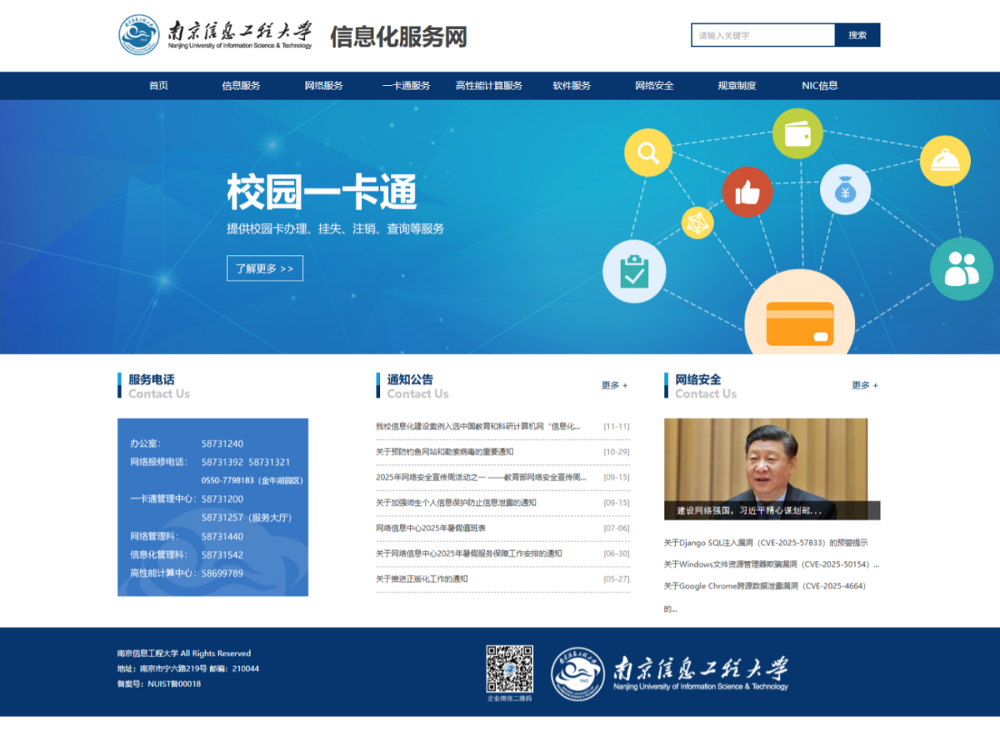 南京信息工程大学
Nanjing University of Information Science & Technology
信息化服务网
请输入关键字
搜索
首页
信息服务
网络服务
一卡通服务
高性能计算服务
软件服务
网络安全
规章制度
NIC信息
校园一卡通
提供校园卡办理、挂失、注销、查询等服务
了解更多 >>
服务电话
Contact Us
办公室: 58731240
网络报修电话: 58731392 58731321
0550-7798183（金牛湖园区）
一卡通管理中心: 58731200
58731257（服务大厅）
网络管理科: 58731440
信息化管理科: 58731542
高性能计算中心: 58699789
通知公告
Contact Us
更多 +
我校信息化建设案例入选中国教育和科研计算机网“信息化... [11-11]
关于预防钓鱼网站和勒索病毒的重要通知 [10-29]
2025年网络安全宣传周活动之一 ——教育部网络安全宣传周... [09-15]
关于加强师生个人信息保护防止信息泄露的通知 [09-15]
网络信息中心2025年暑假值班表 [07-06]
关于网络信息中心2025年暑假服务保障工作安排的通知 [06-30]
关于推进正版化工作的通知 [05-27]
网络安全
Contact Us
更多 +
建设网络强国，习近平精心谋划部...
关于Django SQL注入漏洞（CVE-2025-57833）的预警提示
关于Windows文件资源管理器欺骗漏洞（CVE-2025-50154）...
关于Google Chrome跨源数据泄露漏洞（CVE-2025-4664）
的...
南京信息工程大学 All Rights Reserved
地址：南京市宁六路219号 邮编：210044
备案号：NUIST备00018
企业微信二维码
1960
南京信息工程大学
Nanjing University of Information Science & Technology